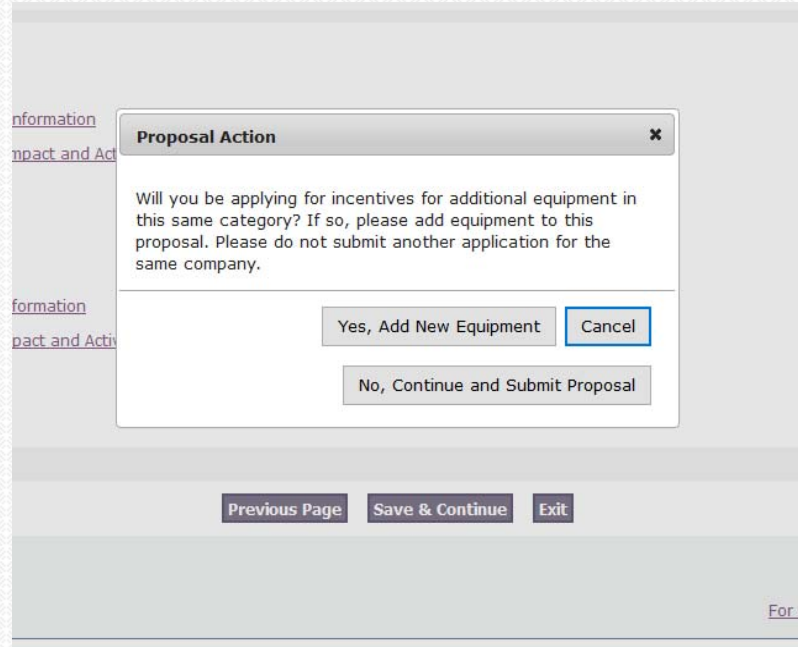 nformation
Proposal Action
mpact and Act
Will you be applying for incentives for additional equipment in
this same category? If so, please add equipment to this
proposal. Please do not submit another application for the
same company.
formation
Yes, Add New Equipment Cancel
pact and Activ
No, Continue and Submit Proposal
Previous Page Save & Continue Exit
For